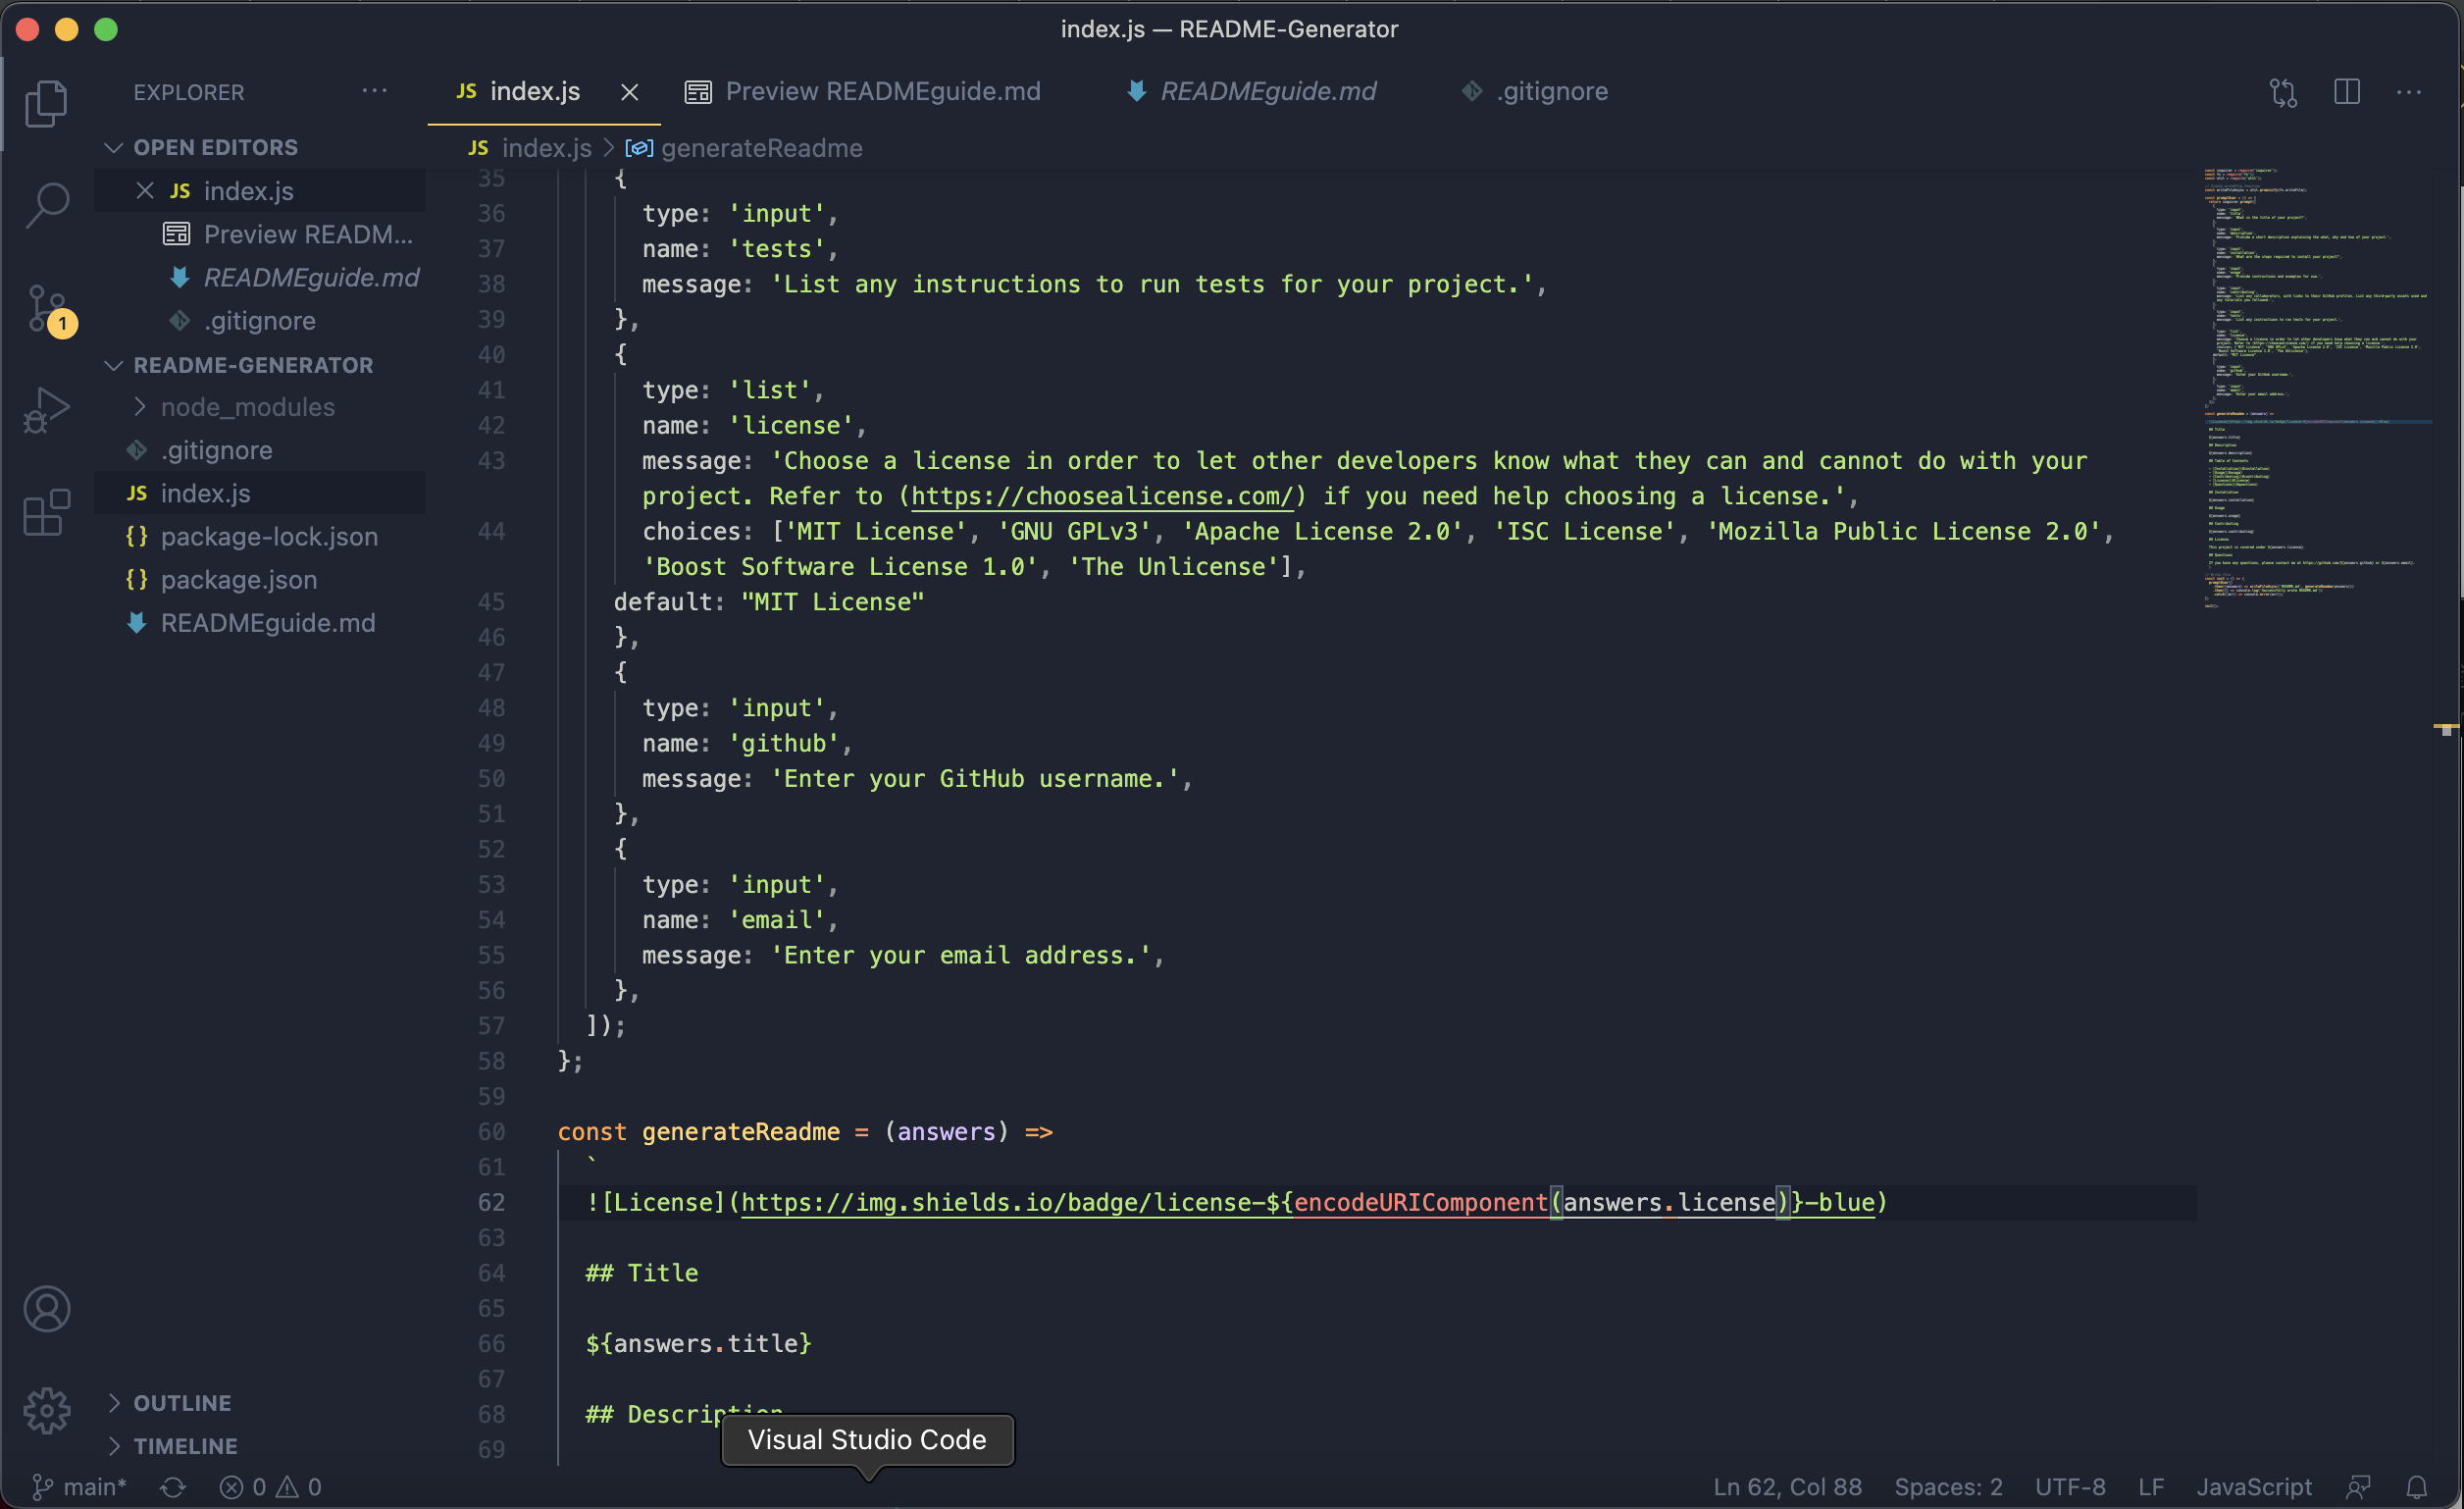 index.js — README-Generator
EXPLORER
index.js
Preview READMEguide.md
READMEguide.md
.gitignore
OPEN EDITORS
JS index.js
Preview READM...
READMEguide.md
.gitignore
1
README-GENERATOR
node_modules
.gitignore
JS index.js
{} package-lock.json
{} package.json
READMEguide.md
OUTLINE
TIMELINE
JS index.js > generateReadme
35 {
36 type: 'input',
37 name: 'tests',
38 message: 'List any instructions to run tests for your project.',
39 },
40 {
41 type: 'list',
42 name: 'license',
43 message: 'Choose a license in order to let other developers know what they can and cannot do with your
project. Refer to (https://choosealicense.com/) if you need help choosing a license.',
44 choices: ['MIT License', 'GNU GPLv3', 'Apache License 2.0', 'ISC License', 'Mozilla Public License 2.0',
'Boost Software License 1.0', 'The Unlicense'],
45 default: "MIT License"
46 },
47 {
48 type: 'input',
49 name: 'github',
50 message: 'Enter your GitHub username.',
51 },
52 {
53 type: 'input',
54 name: 'email',
55 message: 'Enter your email address.',
56 },
57 ]);
58 };
59
60 const generateReadme = (answers) =>
61 `
62 ![License](https://img.shields.io/badge/license-${encodeURIComponent(answers.license)}-blue)
63
64 ## Title
65
66 ${answers.title}
67
68 ## Description
69
Visual Studio Code
main* 0 0
Ln 62, Col 88 Spaces: 2 UTF-8 LF JavaScript